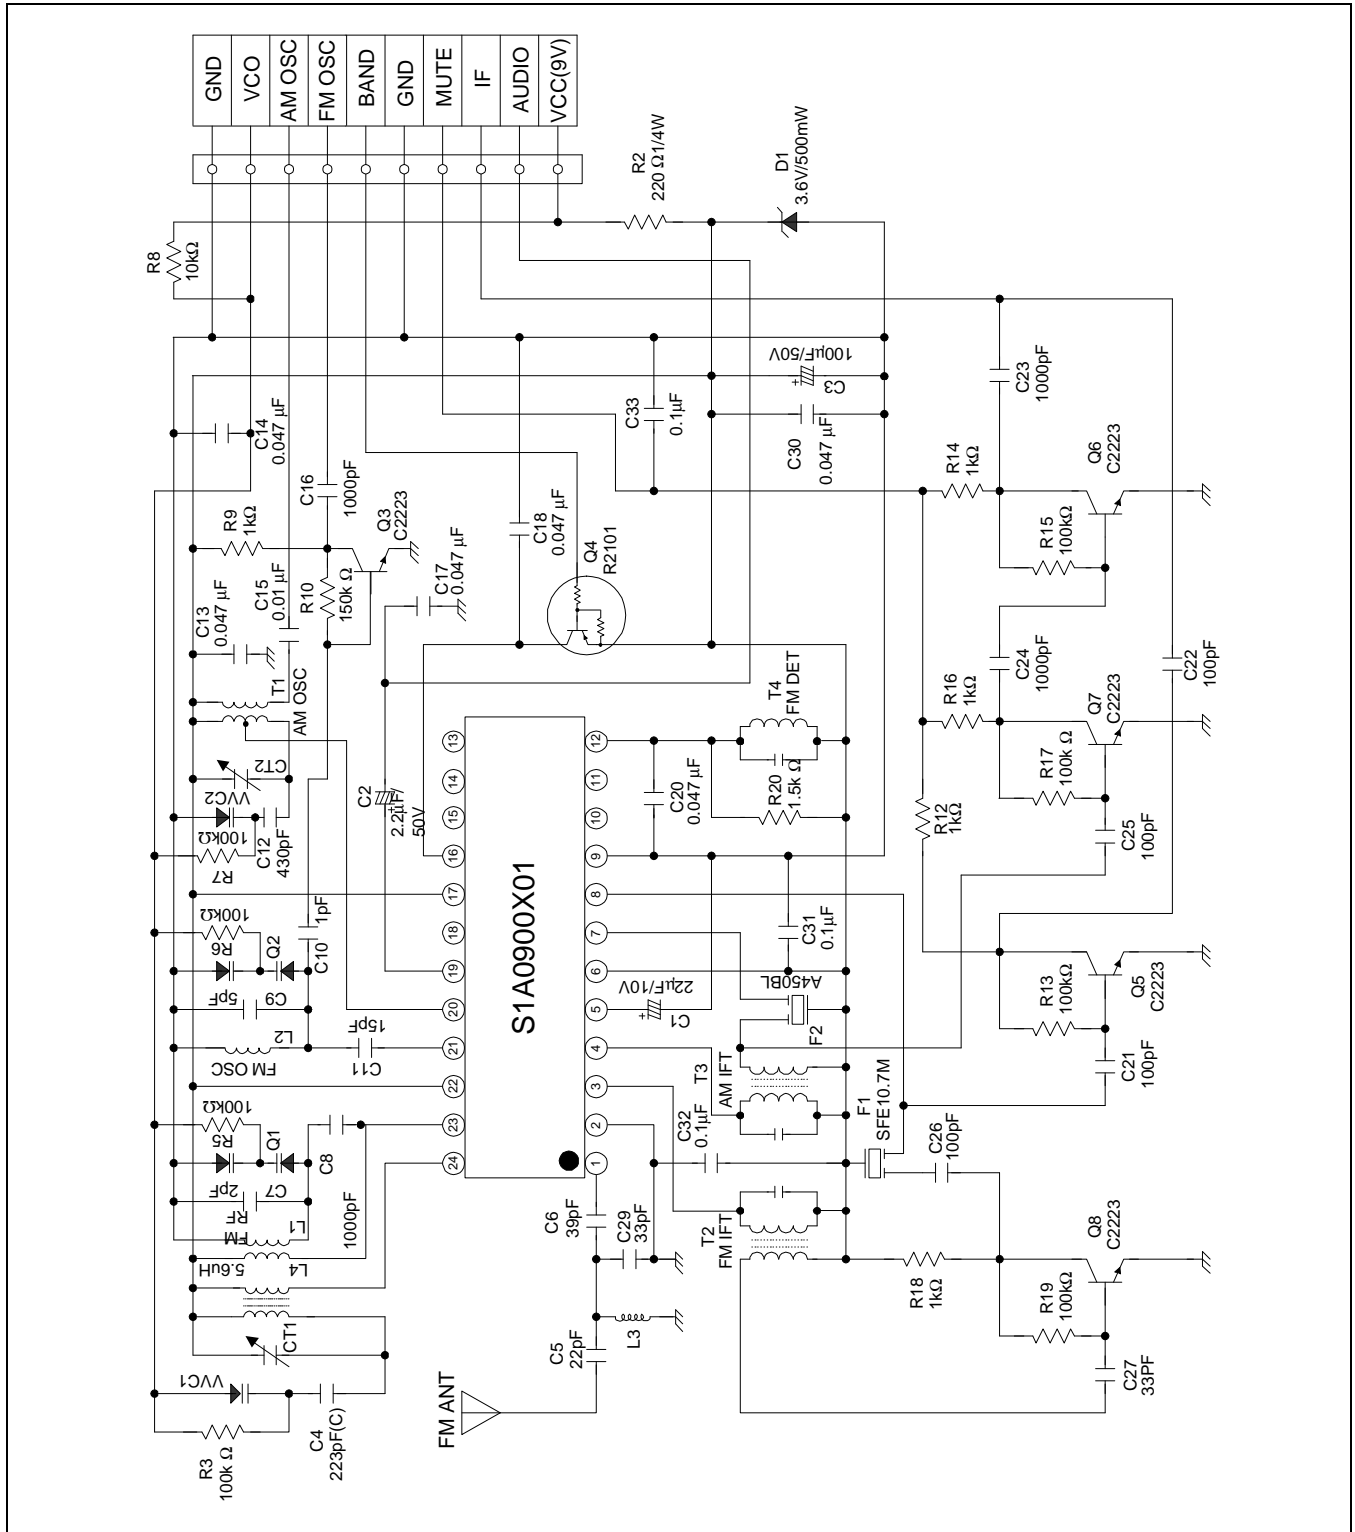 GND
VCO
AM OSC
FM OSC
BAND
GND
MUTE
IF
AUDIO
VCC(9V)
R8
10kΩ
R2
220 Ω1/4W
D1
3.6V/500mW
C14
0.047 µF
C16
1000pF
R9
1kΩ
Q3
C2223
C13
0.047 µF
C15
0.01 µF
R10
150k Ω
C17
0.047 µF
C18
0.047 µF
Q4
R2101
C33
0.1µF
100µF/50V
C3
C30
0.047 µF
C23
1000pF
R14
1kΩ
Q6
C2223
R15
100kΩ
C24
1000pF
R16
1kΩ
Q7
C2223
R17
100k Ω
C22
100pF
R12
1kΩ
C25
100pF
T1
AM OSC
CT2
VVC2
100kΩ
R7
C12
430pF
100kΩ
R6
Q2
1pF
C10
5pF
C9
15pF
C11
L2
FM OSC
C2
2.2µF/
50V
+
S1A0900X01
13
14
15
16
17
18
19
20
21
22
23
24
12
11
10
9
8
7
6
5
4
3
2
1
T4
FM DET
C20
0.047 µF
R20
1.5k Ω
C31
0.1µF
22µF/10V
C1
A450BL
F2
T3
AM IFT
C32
0.1µF
F1
SFE10.7M
C26
100pF
R13
100kΩ
Q5
C2223
C21
100pF
100kΩ
R5
Q1
C8
1000pF
2pF
C7
RF
FM
L1
5.6uH
L4
CT1
VVC1
R3
100k Ω
C4
223pF(C)
FM ANT
C5
22pF
L3
C6
39pF
C29
33pF
T2
FM IFT
R18
1kΩ
Q8
C2223
R19
100kΩ
C27
33PF